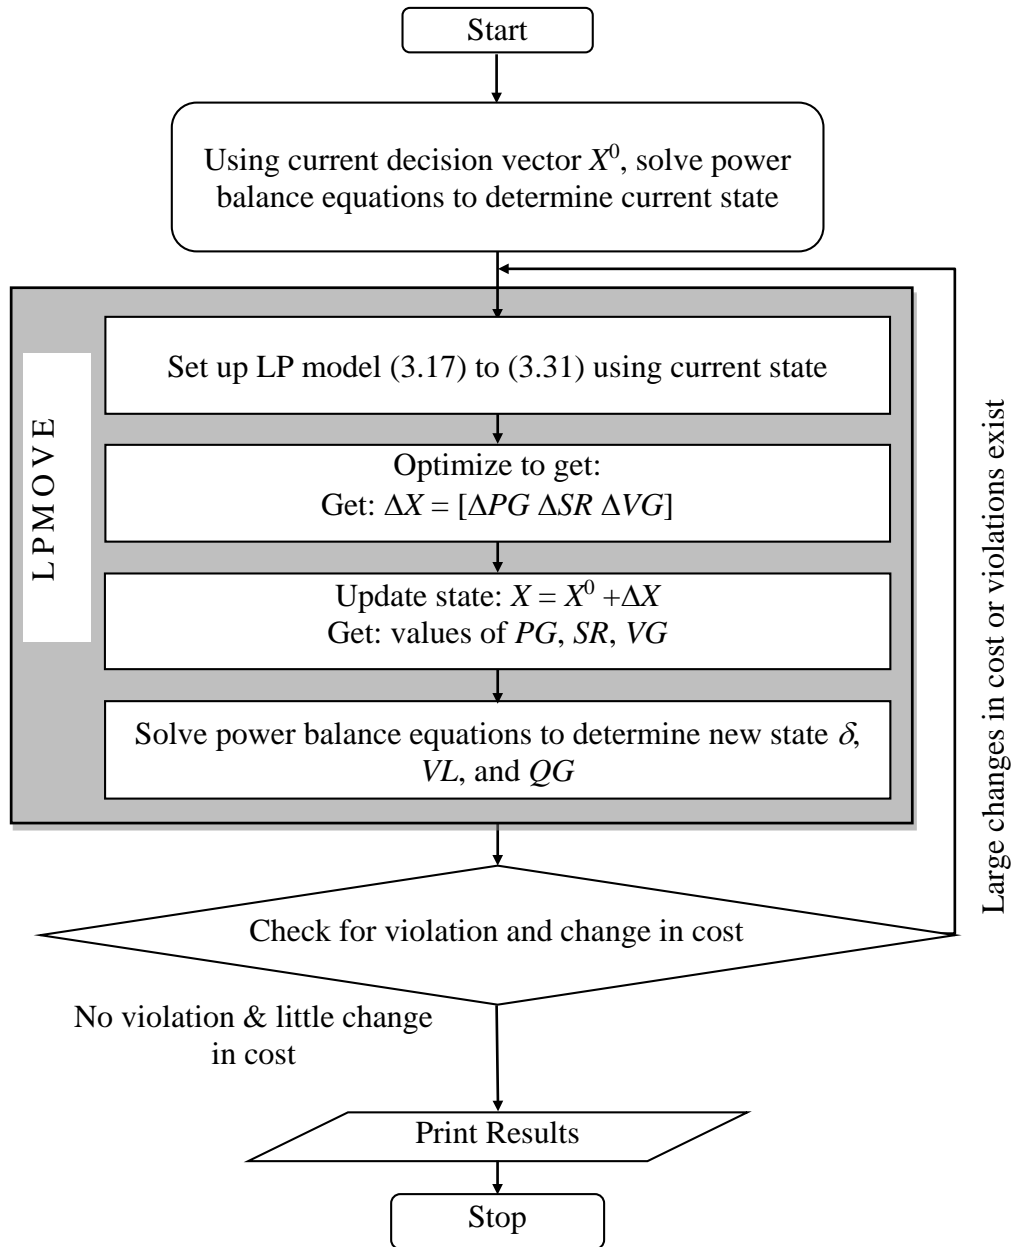 Start
Using current decision vector X⁰, solve power
balance equations to determine current state
LPMOVE
Set up LP model (3.17) to (3.31) using current state
Optimize to get:
Get: ΔX = [ΔPG ΔSR ΔVG]
Update state: X = X⁰ +ΔX
Get: values of PG, SR, VG
Solve power balance equations to determine new state δ,
VL, and QG
Large changes in cost or violations exist
Check for violation and change in cost
No violation & little change
in cost
Print Results
Stop